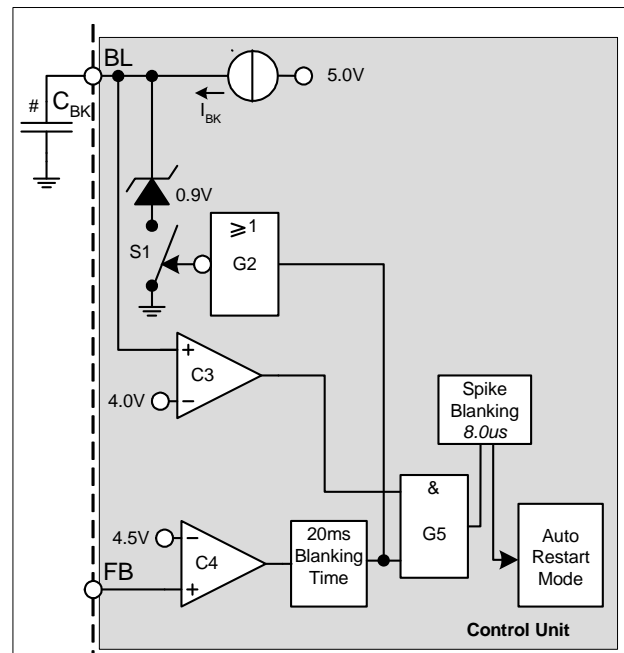 BL
5.0V
# C BK
I BK
0.9V
≥1
S1
G2
C3
4.0V
Spike
Blanking
8.0us
&
G5
4.5V
C4
20ms
Blanking
Time
Auto
Restart
Mode
FB
Control Unit
+
-
-
+